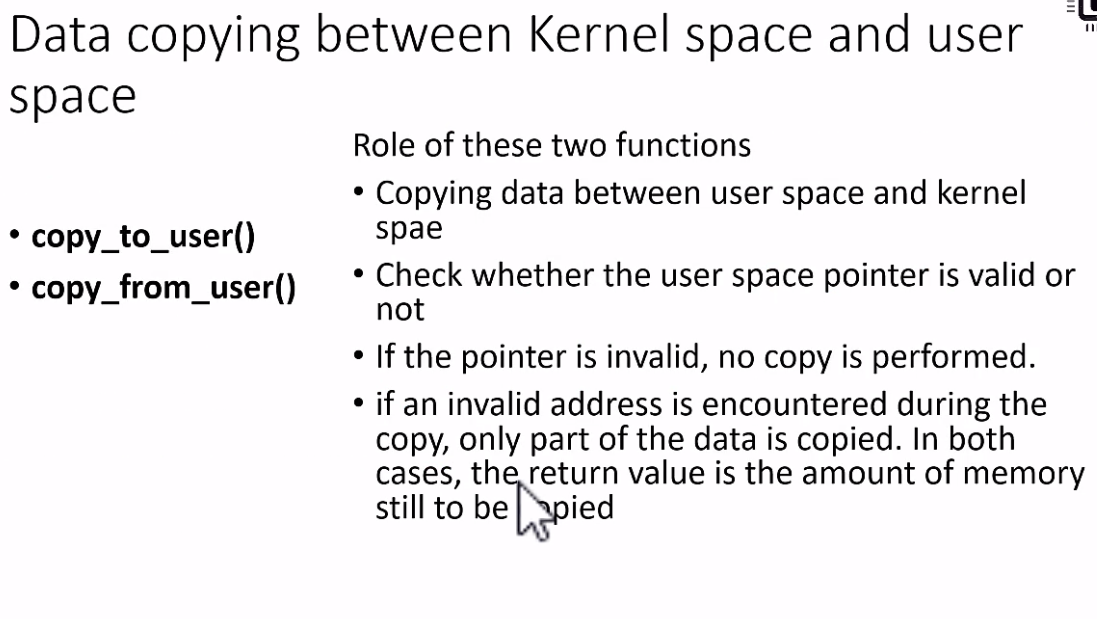 Data copying between Kernel space and user
space
• copy_to_user()
• copy_from_user()
Role of these two functions
• Copying data between user space and kernel
spae
• Check whether the user space pointer is valid or
not
• If the pointer is invalid, no copy is performed.
• if an invalid address is encountered during the
copy, only part of the data is copied. In both
cases, the return value is the amount of memory
still to be copied